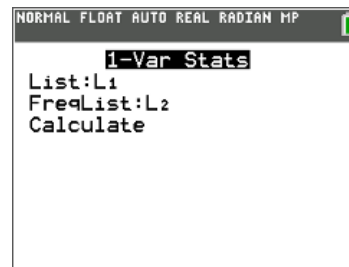 NORMAL FLOAT AUTO REAL RADIAN MP
1-Var Stats
List:L₁
FreqList:L₂
Calculate